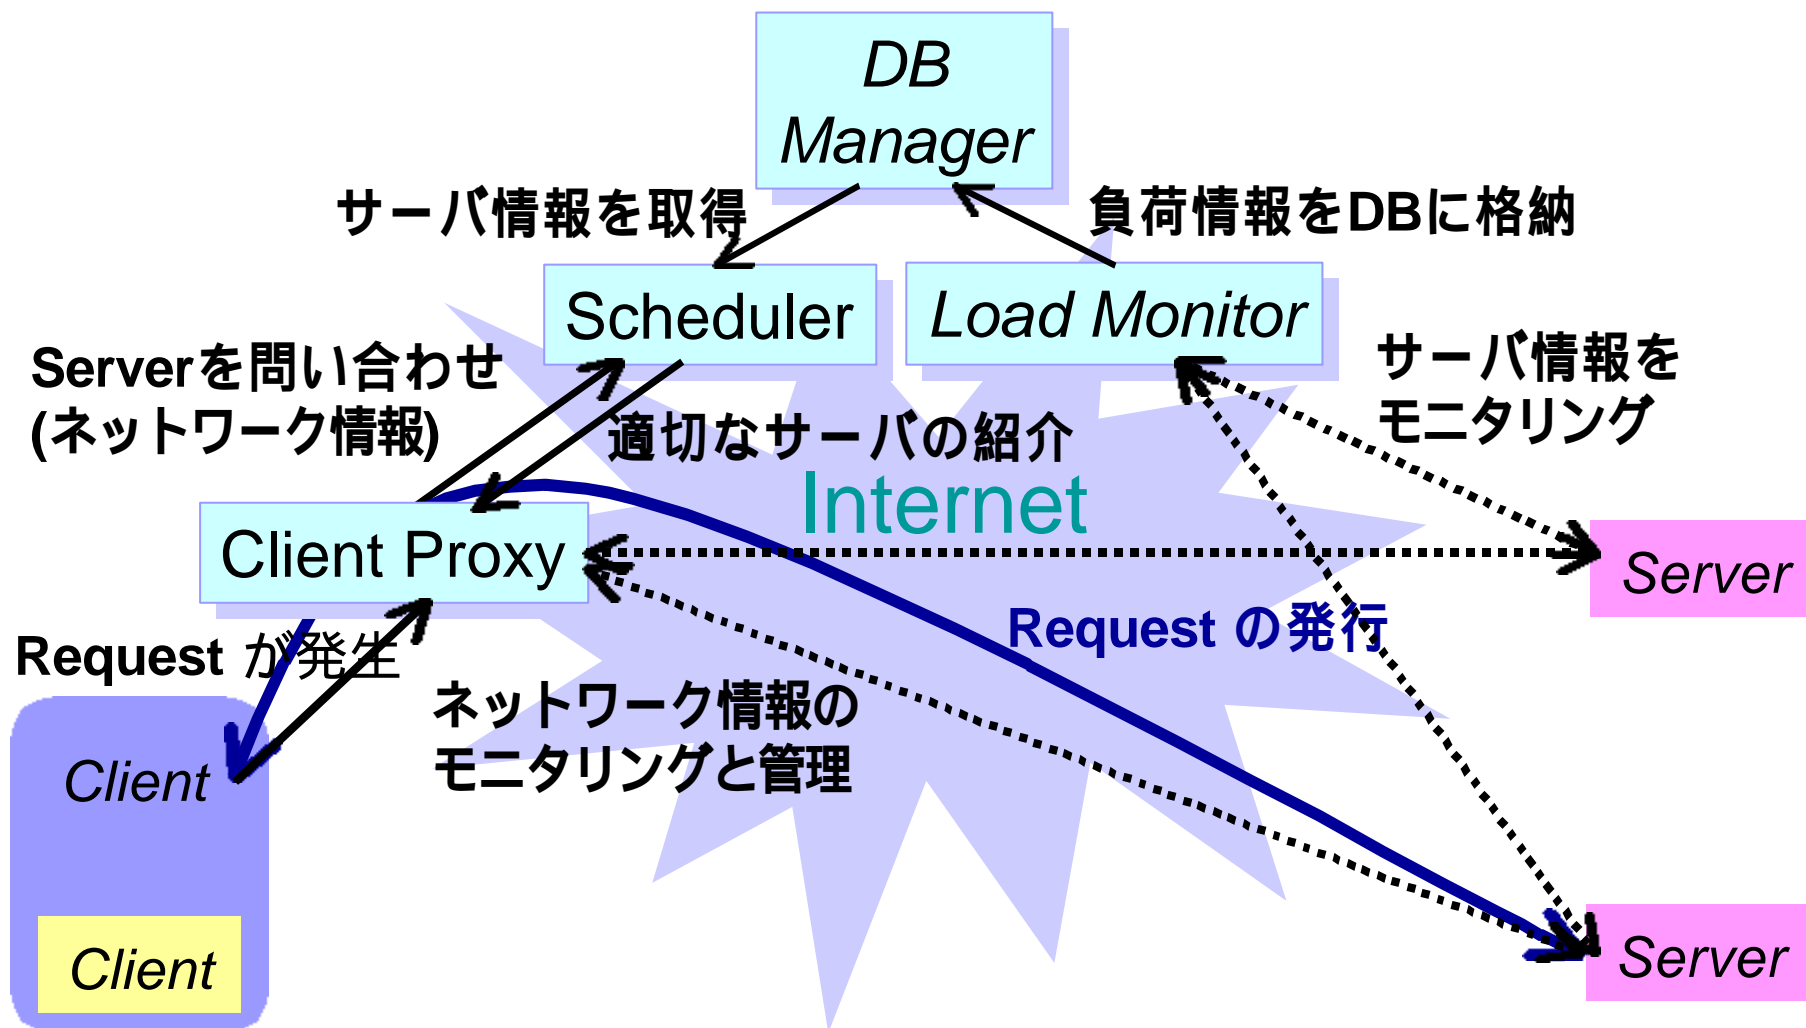 DB
Manager
サーバ情報を取得
負荷情報をDBに格納
Scheduler
Load Monitor
Serverを問い合わせ
(ネットワーク情報)
サーバ情報を
モニタリング
適切なサーバの紹介
Internet
Client Proxy
Server
Request の発行
Request が発生
ネットワーク情報の
モニタリングと管理
Client
Client
Server